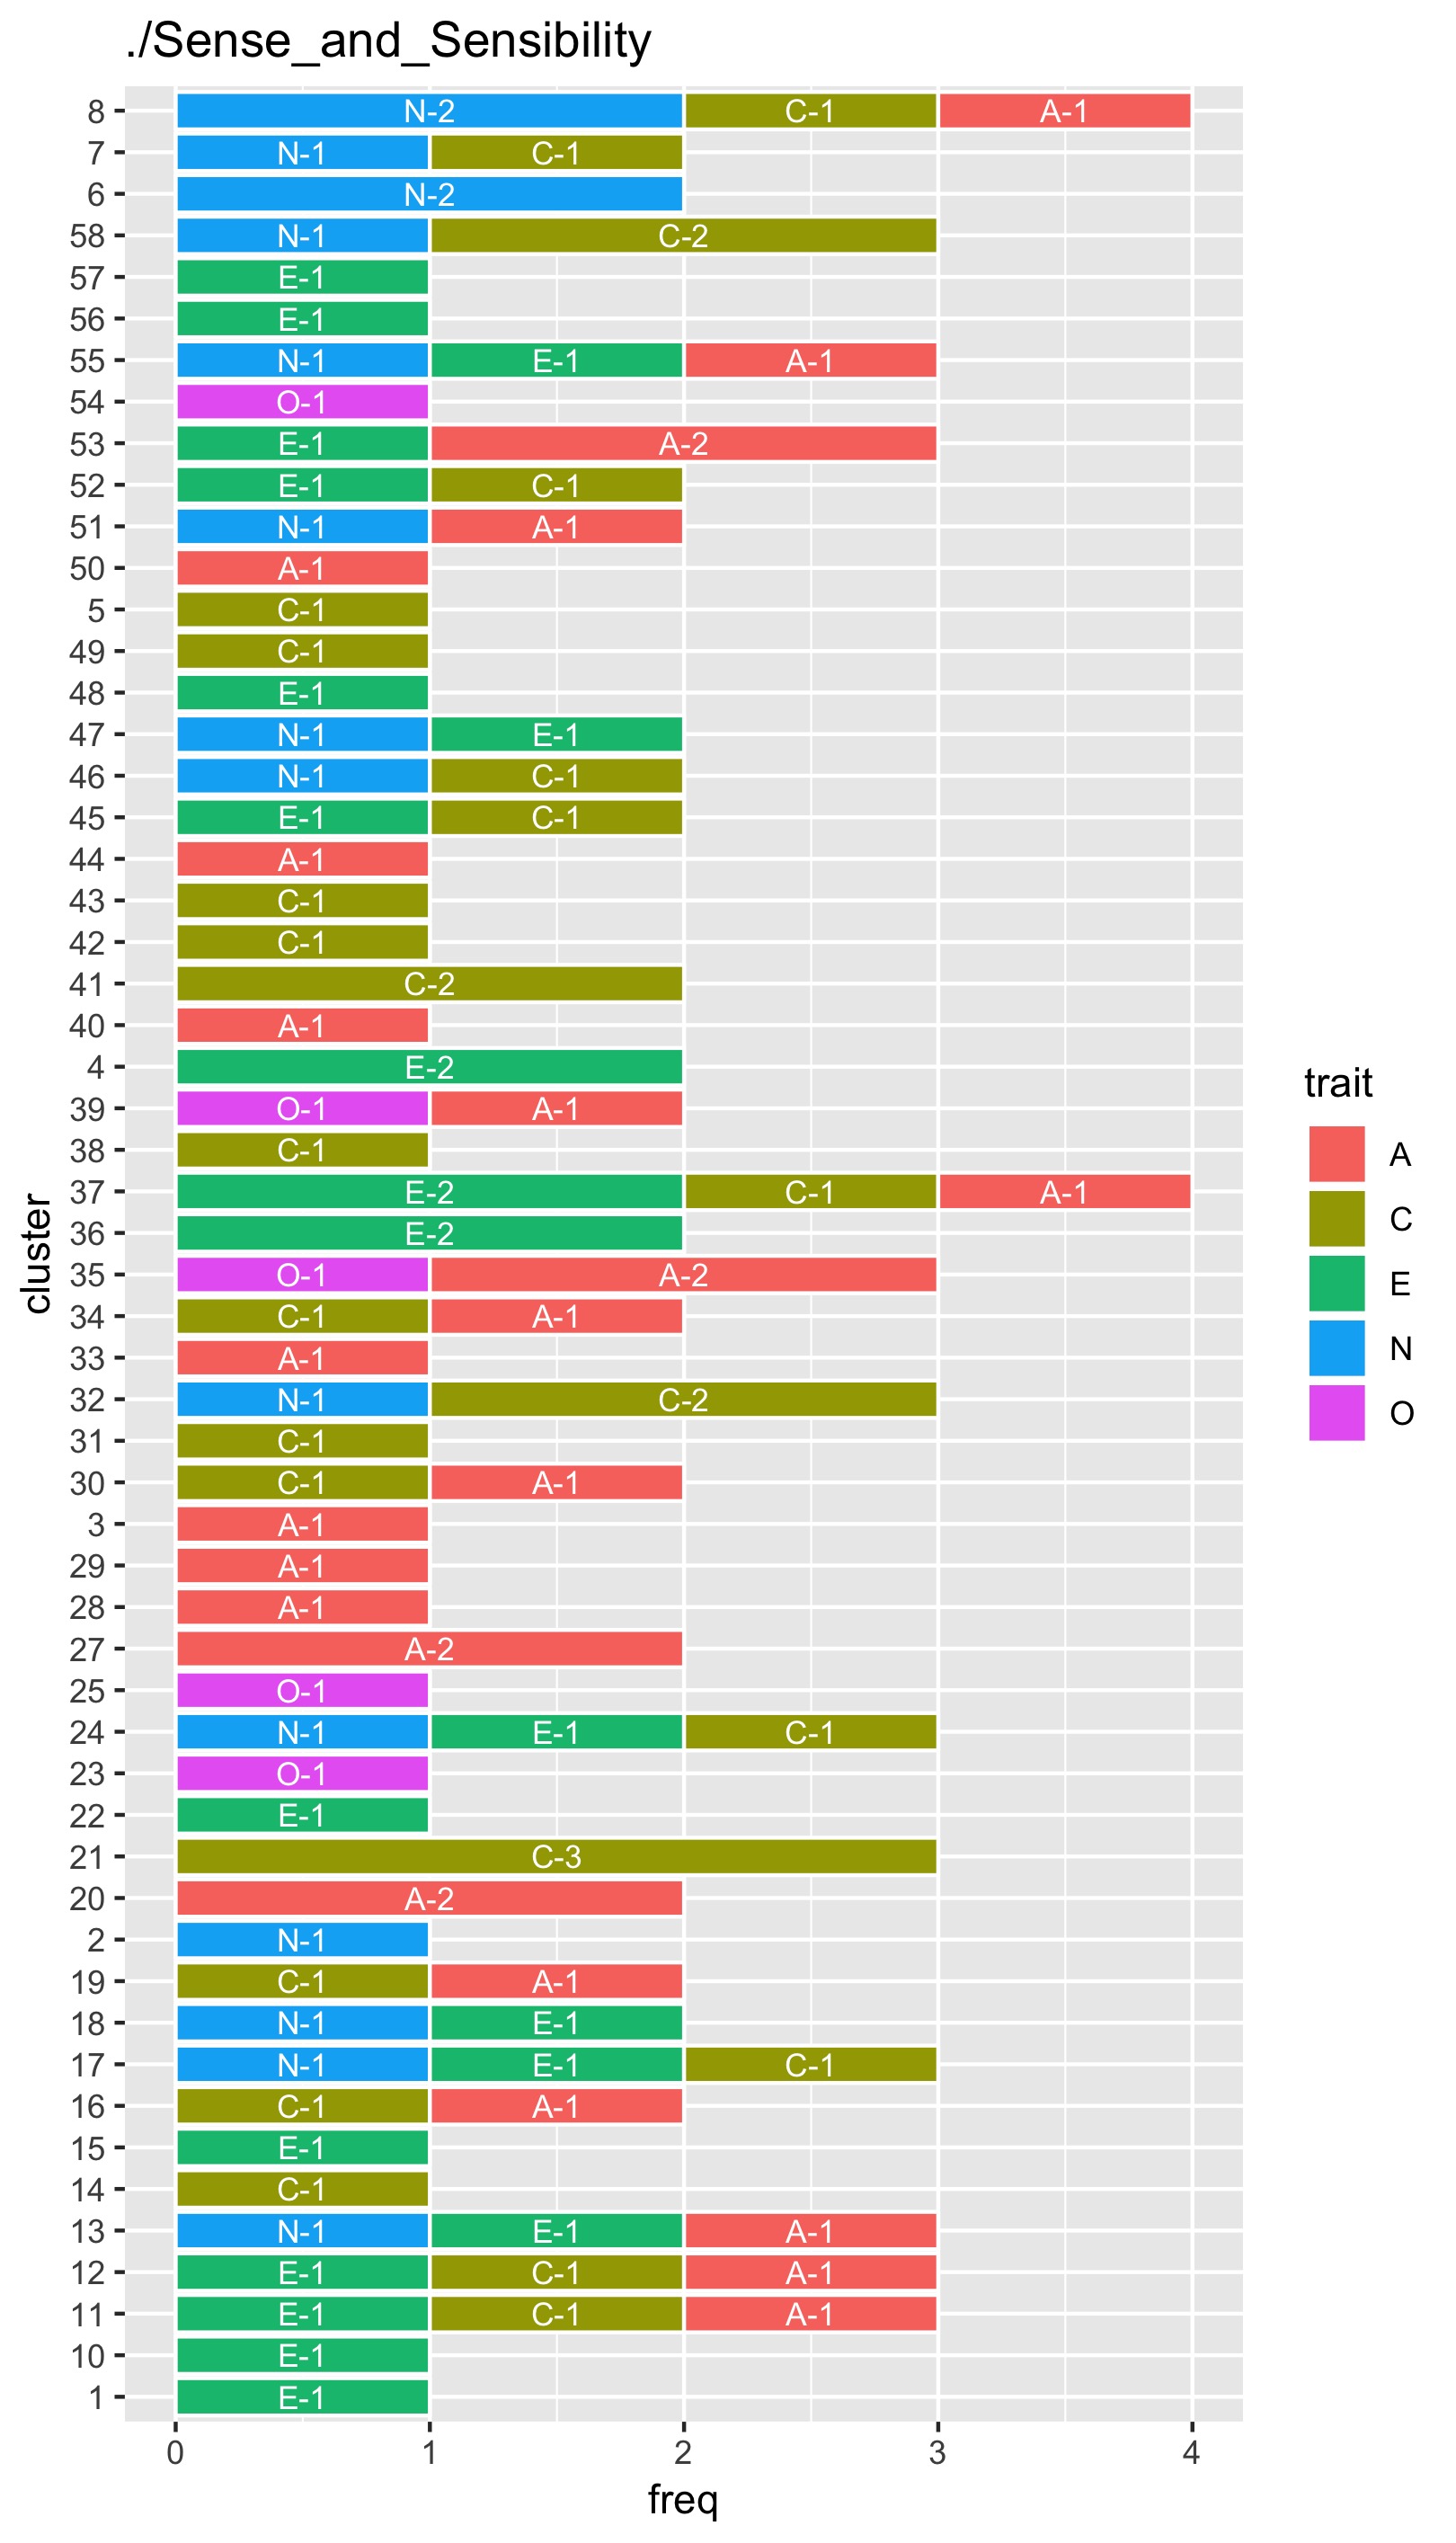 ./Sense_and_Sensibility
8 N-2 C-1 A-1
7 N-1 C-1
6 N-2
58 N-1 C-2
57 E-1
56 E-1
55 N-1 E-1 A-1
54 O-1
53 E-1 A-2
52 E-1 C-1
51 N-1 A-1
50 A-1
5 C-1
49 C-1
48 E-1
47 N-1 E-1
46 N-1 C-1
45 E-1 C-1
44 A-1
43 C-1
42 C-1
41 C-2
40 A-1
4 E-2
39 O-1 A-1
38 C-1
37 E-2 C-1 A-1
36 E-2
35 O-1 A-2
34 C-1 A-1
33 A-1
32 N-1 C-2
31 C-1
30 C-1 A-1
3 A-1
29 A-1
28 A-1
27 A-2
25 O-1
24 N-1 E-1 C-1
23 O-1
22 E-1
21 C-3
20 A-2
2 N-1
19 C-1 A-1
18 N-1 E-1
17 N-1 E-1 C-1
16 C-1 A-1
15 E-1
14 C-1
13 N-1 E-1 A-1
12 E-1 C-1 A-1
11 E-1 C-1 A-1
10 E-1
1 E-1
0 1 2 3 4
freq
cluster
trait
A
C
E
N
O